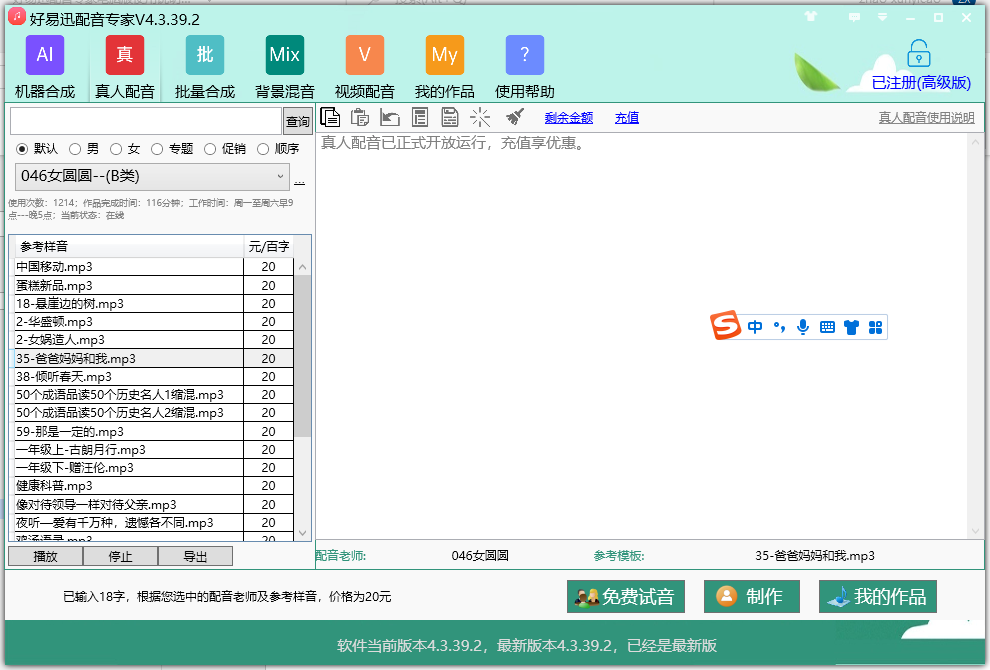 好易迅配音专家V4.3.39.2
AI 真 批 Mix V My ?
机器合成 真人配音 批量合成 背景混音 视频配音 我的作品 使用帮助
已注册(高级版)
查询
剩余金额 充值 真人配音使用说明
默认 男 女 专题 促销 顺序
真人配音已正式开放运行，充值享优惠。
046女圆圆--(B类) ...
使用次数：1214；作品完成时间：116分钟；工作时间：周一至周六早9
点---晚5点；当前状态：在线
参考样音 元/百字
中国移动.mp3 20
蛋糕新品.mp3 20
18-悬崖边的树.mp3 20
2-华盛顿.mp3 20
2-女娲造人.mp3 20
35-爸爸妈妈和我.mp3 20
38-倾听春天.mp3 20
50个成语品读50个历史名人1缩混.mp3 20
50个成语品读50个历史名人2缩混.mp3 20
59-那是一定的.mp3 20
一年级上-古朗月行.mp3 20
一年级下-赠汪伦.mp3 20
健康科普.mp3 20
像对待领导一样对待父亲.mp3 20
夜听—爱有千万种，遗憾各不同.mp3 20
鸡汤语录.mp3 20
S 中
播放 停止 导出
配音老师: 046女圆圆 参考模板: 35-爸爸妈妈和我.mp3
已输入18字，根据您选中的配音老师及参考样音，价格为20元
免费试音 制作 我的作品
软件当前版本4.3.39.2，最新版本4.3.39.2，已经是最新版